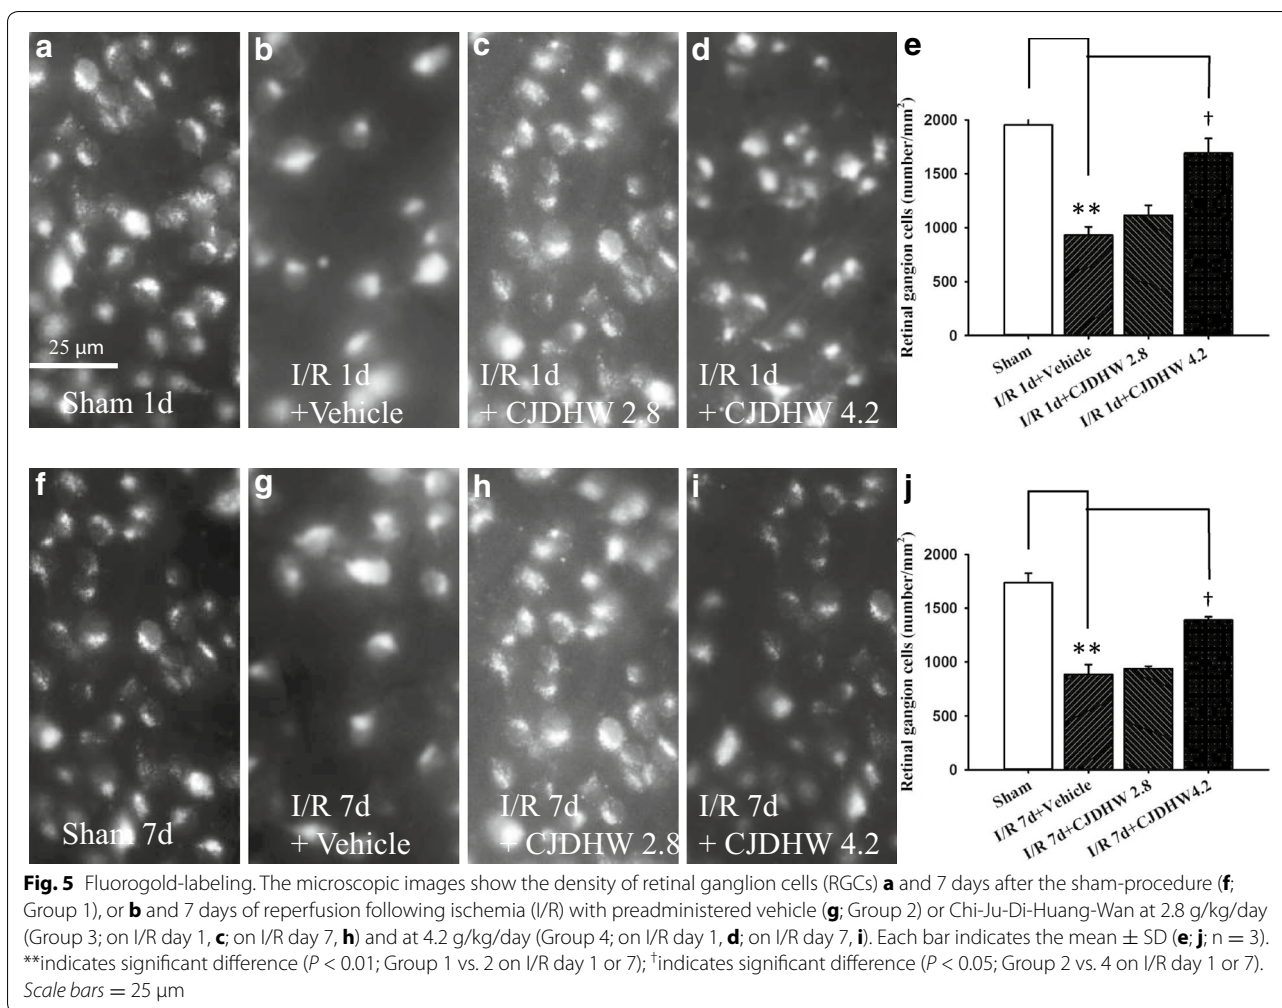 a
b
c
d
e
25 µm
Sham 1d
I/R 1d
+Vehicle
I/R 1d
+ CJDHW 2.8
I/R 1d
+ CJDHW 4.2
Retinal gangion cells (number/mm²)
2000
1500
1000
500
0
**
†
Sham
I/R 1d+Vehicle
I/R 1d+CJDHW 2.8
I/R 1d+CJDHW 4.2
f
g
h
i
j
Sham 7d
I/R 7d
+ Vehicle
I/R 7d
+ CJDHW 2.8
I/R 7d
+ CJDHW 4.2
Retinal gangion cells (number/mm²)
2000
1500
1000
500
0
**
†
Sham
I/R 7d+Vehicle
I/R 7d+CJDHW 2.8
I/R 7d+CJDHW4.2
Fig. 5 Fluorogold-labeling. The microscopic images show the density of retinal ganglion cells (RGCs) a and 7 days after the sham-procedure (f;
Group 1), or b and 7 days of reperfusion following ischemia (I/R) with preadministered vehicle (g; Group 2) or Chi-Ju-Di-Huang-Wan at 2.8 g/kg/day
(Group 3; on I/R day 1, c; on I/R day 7, h) and at 4.2 g/kg/day (Group 4; on I/R day 1, d; on I/R day 7, i). Each bar indicates the mean ± SD (e; j; n = 3).
**indicates significant difference (P < 0.01; Group 1 vs. 2 on I/R day 1 or 7); †indicates significant difference (P < 0.05; Group 2 vs. 4 on I/R day 1 or 7).
Scale bars = 25 µm